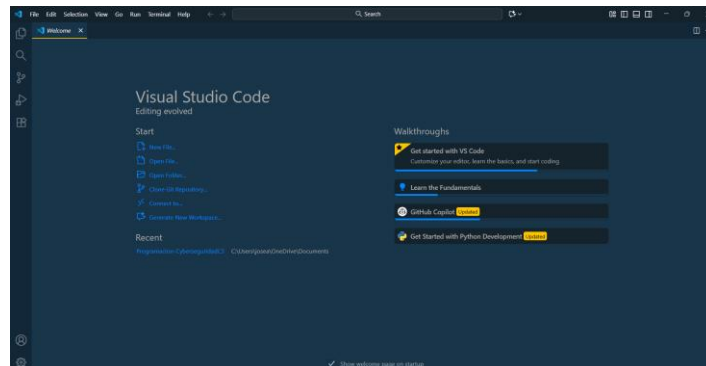 File Edit Selection View Go Run Terminal Help
Search
Welcome
Visual Studio Code
Editing evolved
Start
New File...
Open File...
Open Folder...
Clone Git Repository...
Connect to...
Generate New Workspace...
Recent
C:\Users\josea\OneDrive\Documents
Walkthroughs
Get started with VS Code
Customize your editor, learn the basics, and start coding
Learn the Fundamentals
GitHub Copilot Updated
Get Started with Python Development Updated
Show welcome page on startup